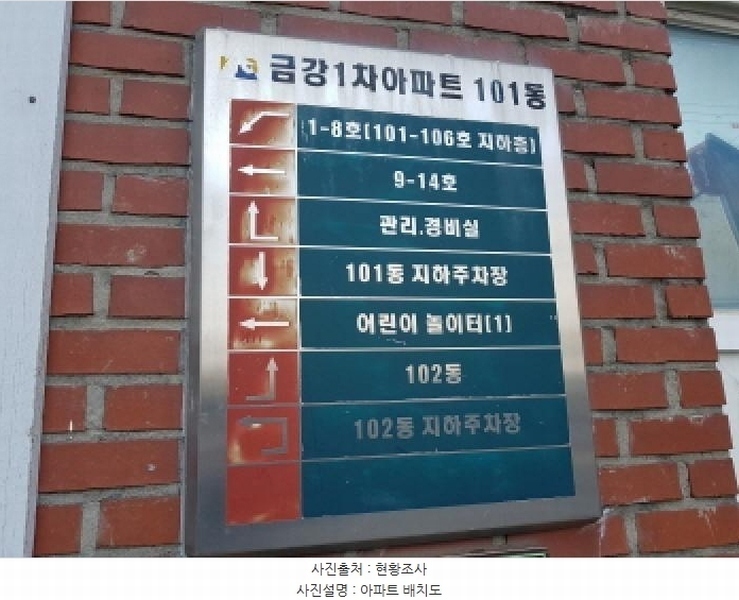 금강1차아파트 101동
1-8호(101-106호 지하층)
9-14호
관리.경비실
101동 지하주차장
어린이 놀이터(1)
102동
102동 지하주차장
사진출처 : 현황조사
사진설명 : 아파트 배치도